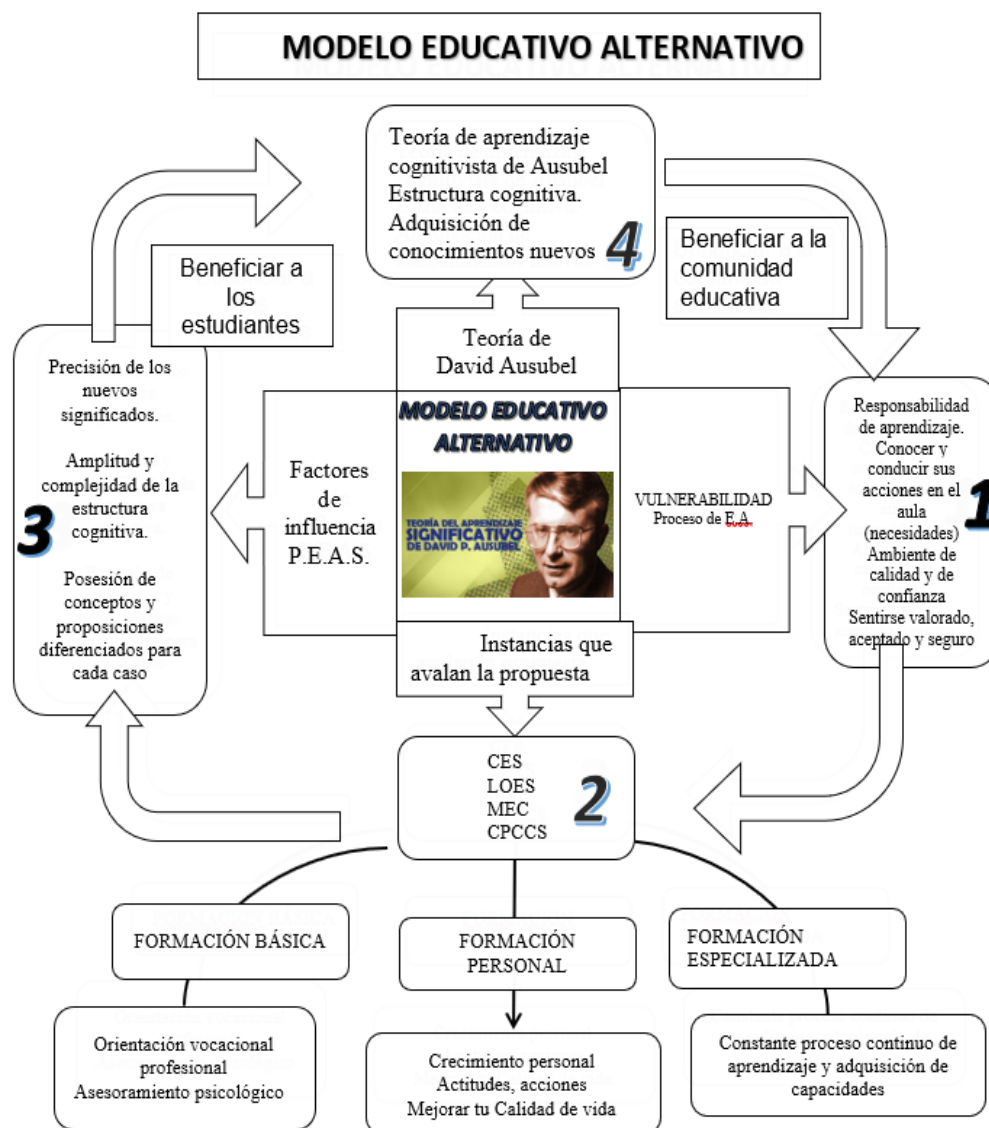 MODELO EDUCATIVO ALTERNATIVO
Teoría de aprendizaje
cognitivista de Ausubel
Estructura cognitiva.
Adquisición de
conocimientos nuevos
4
Beneficiar a
los
estudiantes
Beneficiar a la
comunidad
educativa
Teoría de
David Ausubel
Precisión de los
nuevos
significados.
Amplitud y
complejidad de la
estructura
cognitiva.
Posesión de
conceptos y
proposiciones
diferenciados para
cada caso
3
Factores
de
influencia
P.E.A.S.
MODELO EDUCATIVO
ALTERNATIVO
TEORÍA DEL APRENDIZAJE
SIGNIFICATIVO
DE DAVID P. AUSUBEL
VULNERABILIDAD
Proceso de E.A.
Responsabilidad
de aprendizaje.
Conocer y
conducir sus
acciones en el
aula
(necesidades)
Ambiente de
calidad y de
confianza
Sentirse valorado,
aceptado y seguro
1
Instancias que
avalan la propuesta
CES
LOES
MEC
CPCCS
2
FORMACIÓN BÁSICA
FORMACIÓN
PERSONAL
FORMACIÓN
ESPECIALIZADA
Orientación vocacional
profesional
Asesoramiento psicológico
Crecimiento personal
Actitudes, acciones
Mejorar tu Calidad de vida
Constante proceso continuo de
aprendizaje y adquisición de
capacidades